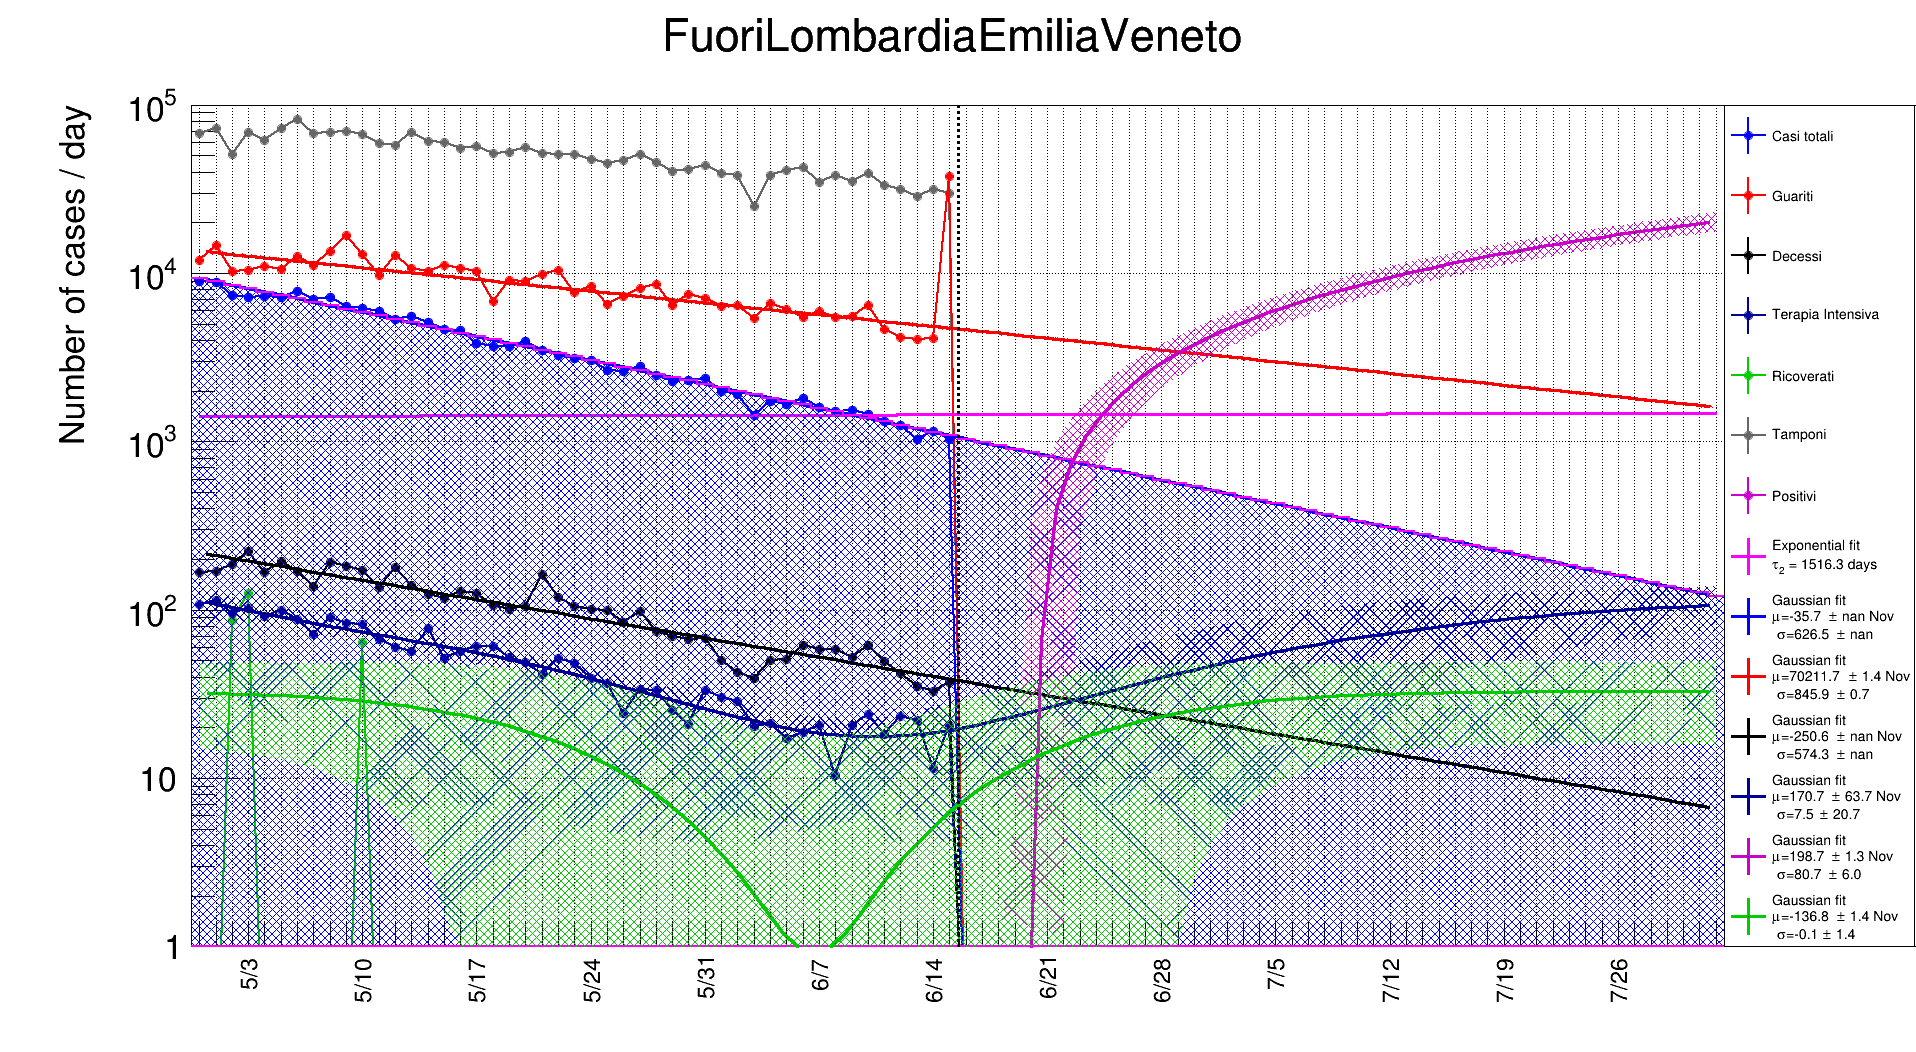 FuoriLombardiaEmiliaVeneto
Number of cases / day
10^5
10^4
10^3
10^2
10
1
5/3
5/10
5/17
5/24
5/31
6/7
6/14
6/21
6/28
7/5
7/12
7/19
7/26
Casi totali
Guariti
Decessi
Terapia Intensiva
Ricoverati
Tamponi
Positivi
Exponential fit
τ₂ = 1516.3 days
Gaussian fit
μ=-35.7 ± nan Nov
σ=626.5 ± nan
Gaussian fit
μ=70211.7 ± 1.4 Nov
σ=845.9 ± 0.7
Gaussian fit
μ=-250.6 ± nan Nov
σ=574.3 ± nan
Gaussian fit
μ=170.7 ± 63.7 Nov
σ=7.5 ± 20.7
Gaussian fit
μ=198.7 ± 1.3 Nov
σ=80.7 ± 6.0
Gaussian fit
μ=-136.8 ± 1.4 Nov
σ=-0.1 ± 1.4